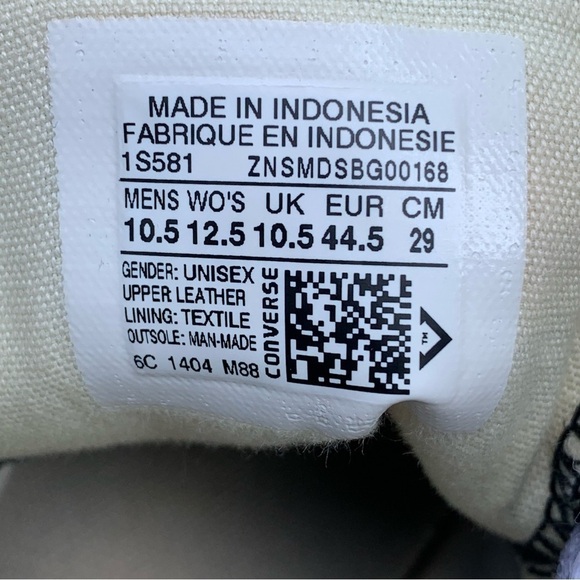 MADE IN INDONESIA
FABRIQUE EN INDONESIE
1S581 ZNSMDSBG00168
MENS WO'S UK EUR CM
10.5 12.5 10.5 44.5 29
GENDER: UNISEX
UPPER LEATHER
LINING: TEXTILE
OUTSOLE: MAN-MADE
6C 1404 M88
CONVERSE
TM